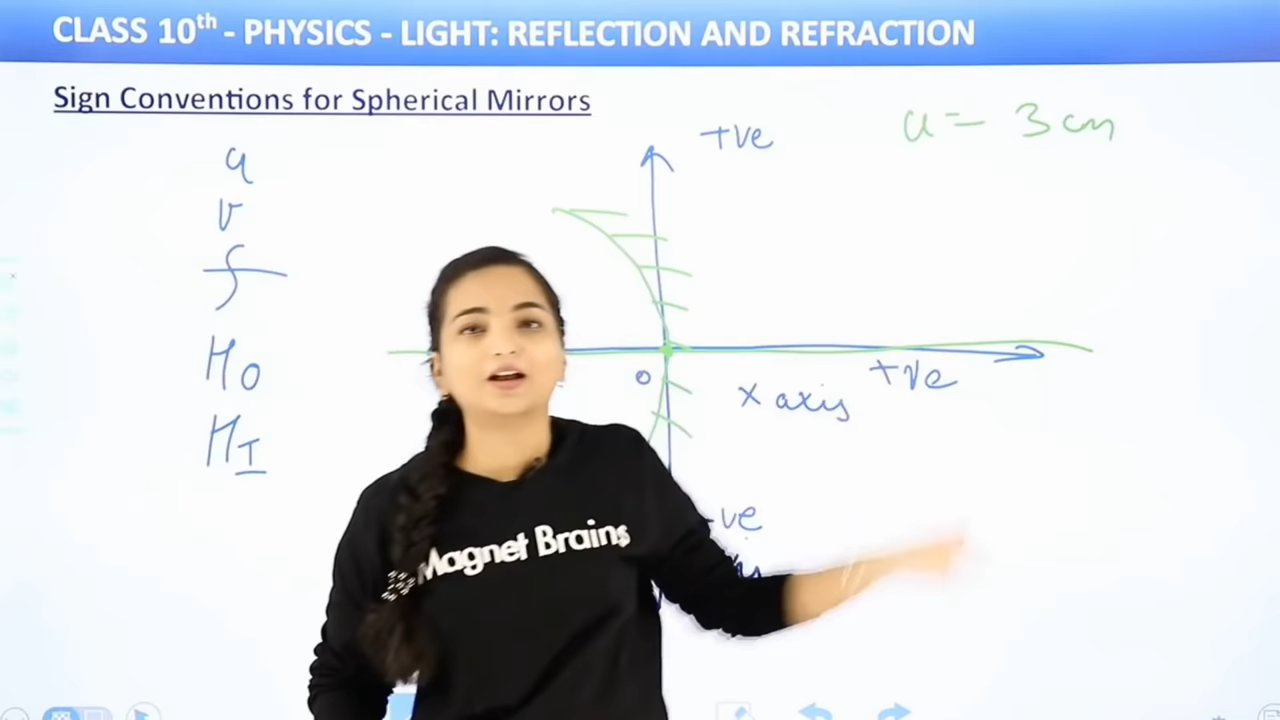 CLASS 10th - PHYSICS - LIGHT: REFLECTION AND REFRACTION
Sign Conventions for Spherical Mirrors
u = 3 cm
+ve
u
v
f
HO
HI
O
+ve
x axis
-ve
Magnet Brains